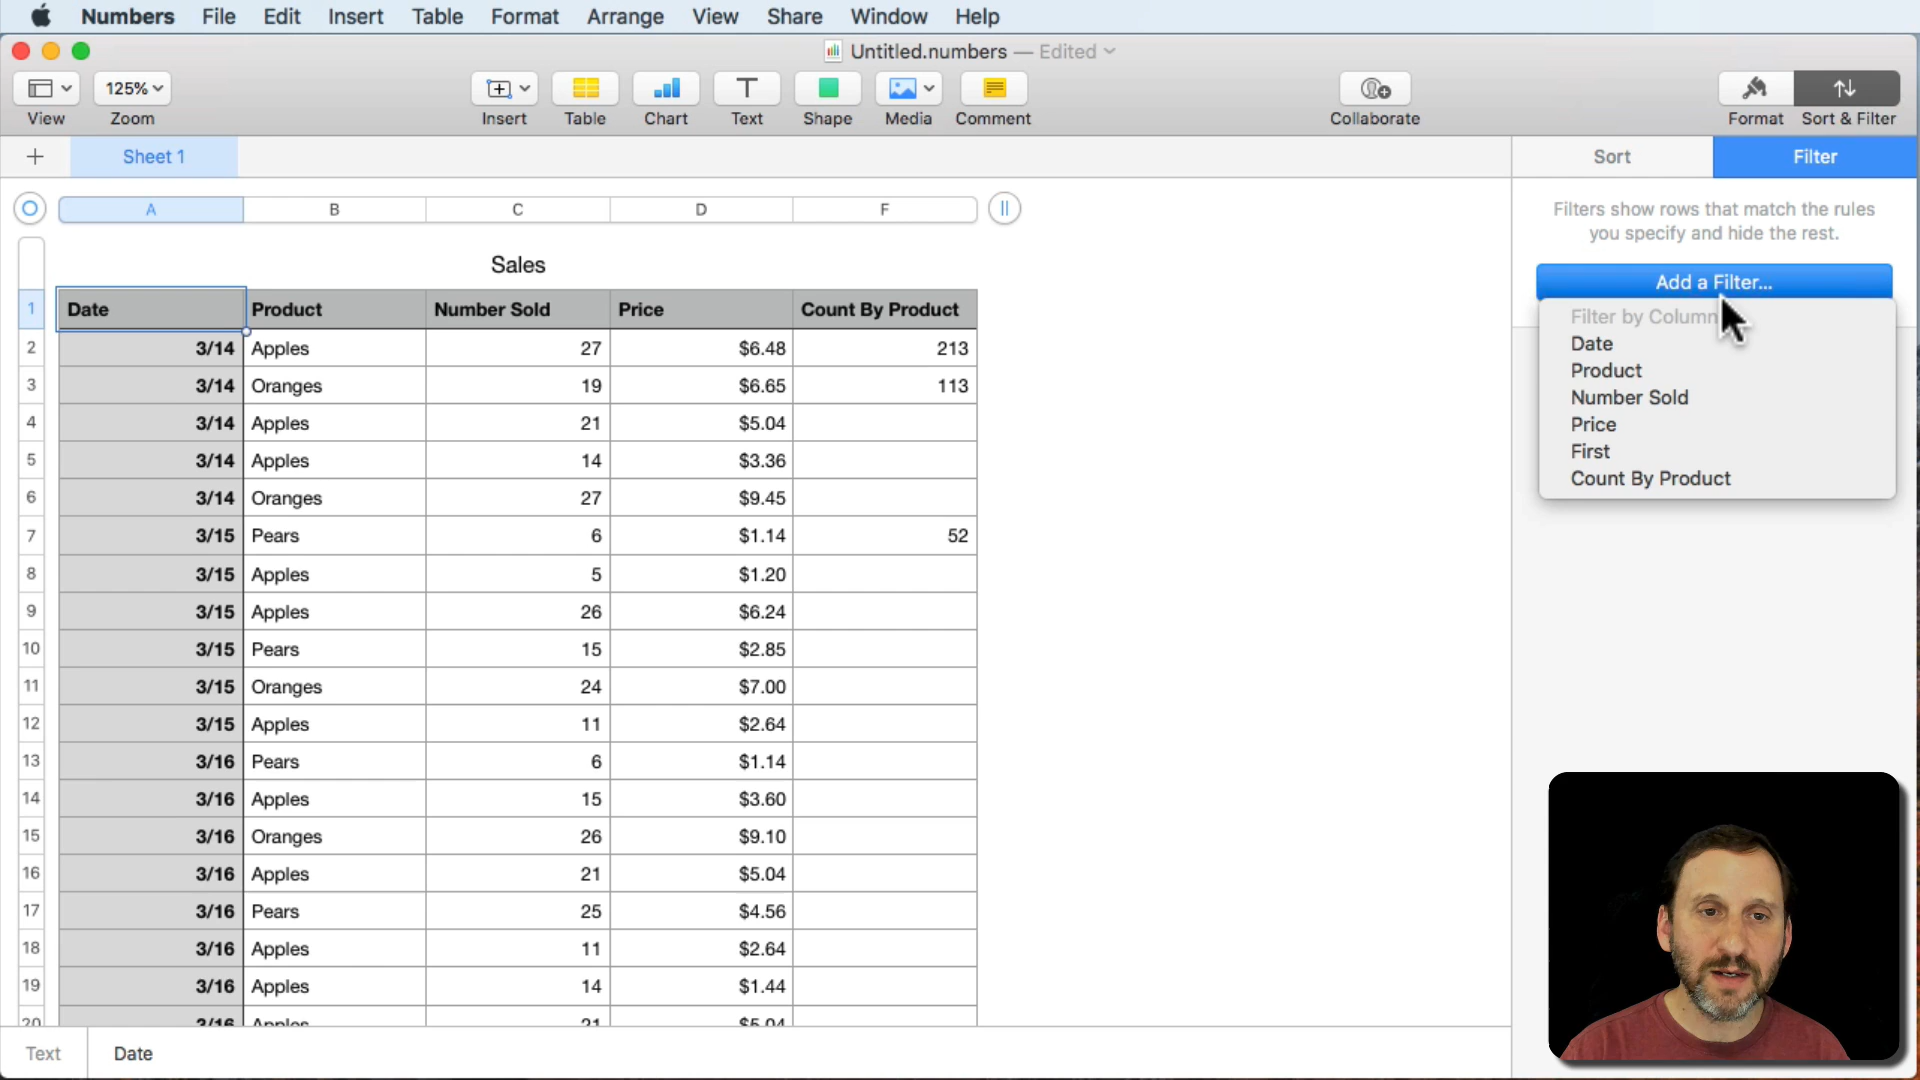 Numbers File Edit Insert Table Format Arrange View Share Window Help
Untitled.numbers — Edited
125%
View Zoom Insert Table Chart Text Shape Media Comment Collaborate Format Sort & Filter
Sheet 1 Sort Filter
A B C D F
Filters show rows that match the rules
you specify and hide the rest.
Add a Filter...
Filter by Column
Date
Product
Number Sold
Price
First
Count By Product
Sales
1 Date Product Number Sold Price Count By Product
2 3/14 Apples 27 $6.48 213
3 3/14 Oranges 19 $6.65 113
4 3/14 Apples 21 $5.04
5 3/14 Apples 14 $3.36
6 3/14 Oranges 27 $9.45
7 3/15 Pears 6 $1.14 52
8 3/15 Apples 5 $1.20
9 3/15 Apples 26 $6.24
10 3/15 Pears 15 $2.85
11 3/15 Oranges 24 $7.00
12 3/15 Apples 11 $2.64
13 3/16 Pears 6 $1.14
14 3/16 Apples 15 $3.60
15 3/16 Oranges 26 $9.10
16 3/16 Apples 21 $5.04
17 3/16 Pears 25 $4.56
18 3/16 Apples 11 $2.64
19 3/16 Apples 14 $1.44
20 3/16 Apples 21 $5.04
Text Date